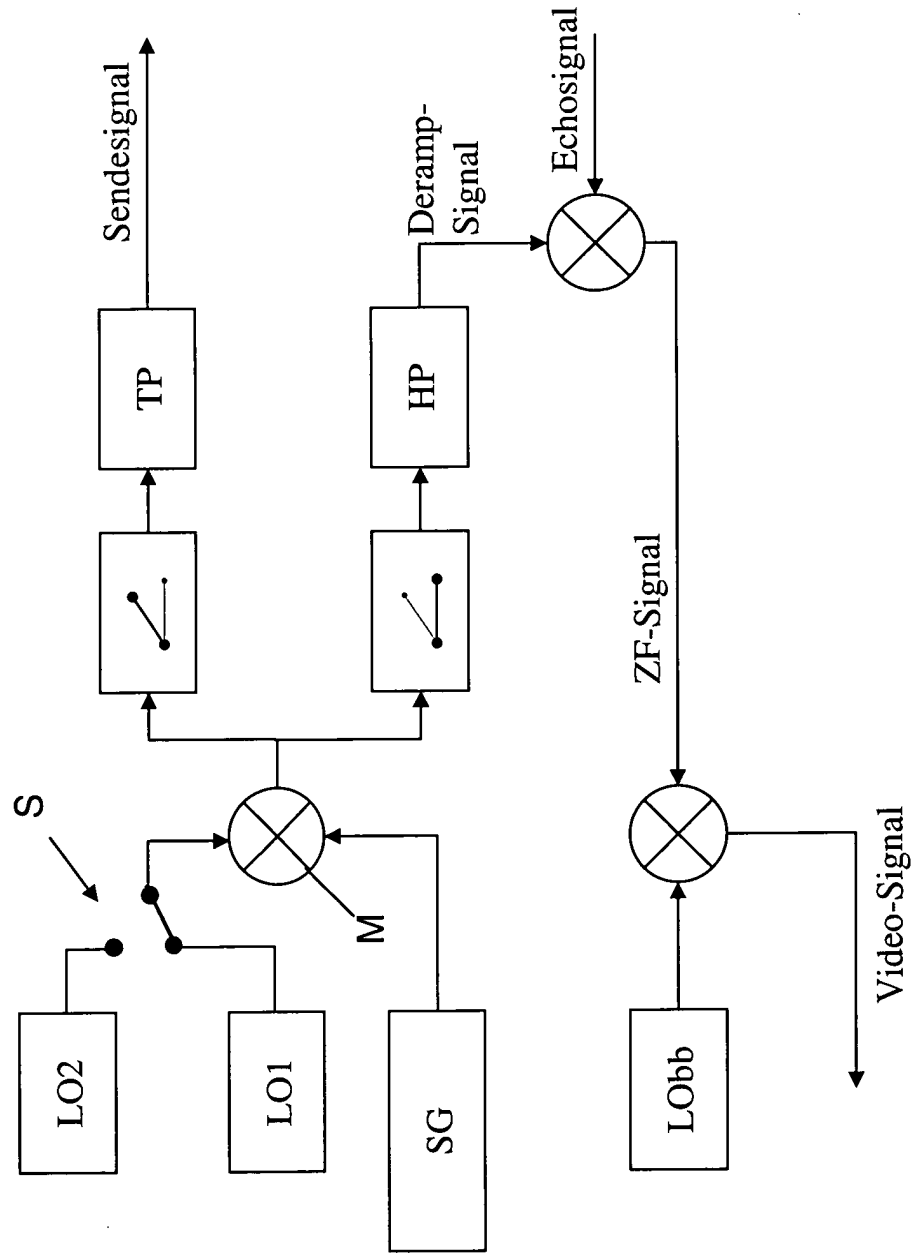 LO2
S
LO1
M
SG
TP
Sendesignal
HP
Deramp-
Signal
Echosignal
ZF-Signal
LObb
Video-Signal